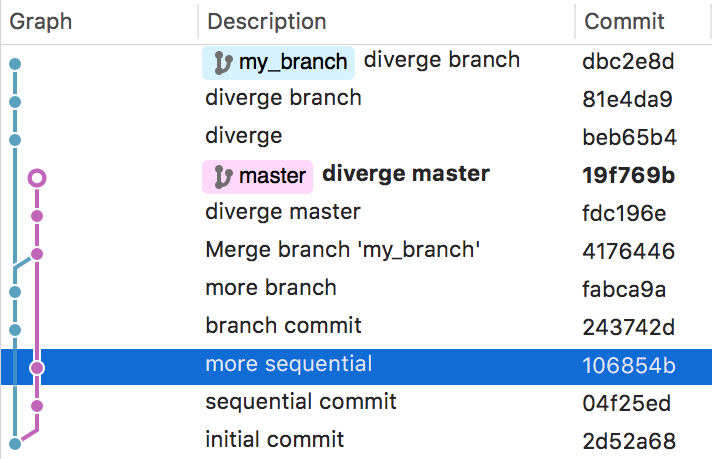 Graph Description Commit
my_branch diverge branch dbc2e8d
diverge branch 81e4da9
diverge beb65b4
master diverge master 19f769b
diverge master fdc196e
Merge branch 'my_branch' 4176446
more branch fabca9a
branch commit 243742d
more sequential 106854b
sequential commit 04f25ed
initial commit 2d52a68